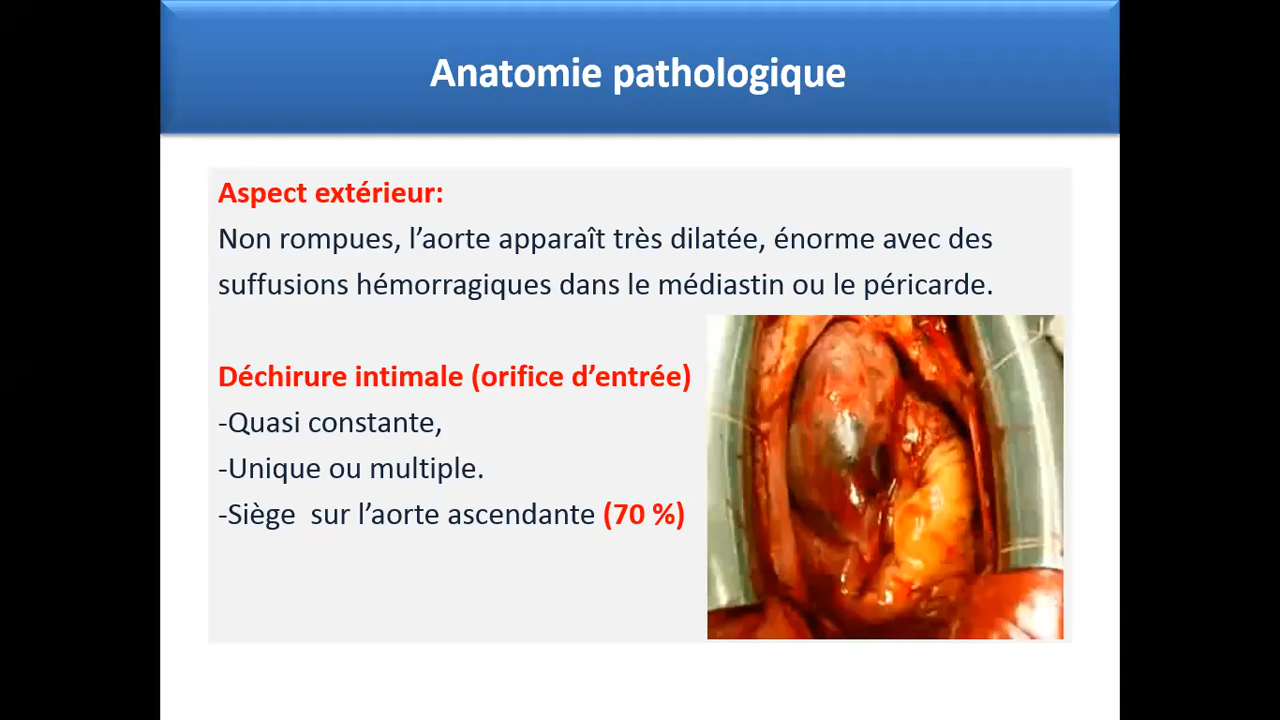 Anatomie pathologique
Aspect extérieur:
Non rompues, l’aorte apparaît très dilatée, énorme avec des
suffusions hémorragiques dans le médiastin ou le péricarde.
Déchirure intimale (orifice d’entrée)
-Quasi constante,
-Unique ou multiple.
-Siège  sur l’aorte ascendante (70 %)